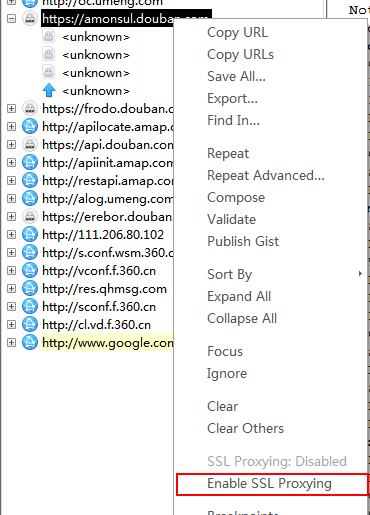 http://oc.umeng.com
https://amonsul.douban.com
<unknown>
<unknown>
<unknown>
<unknown>
https://frodo.douban.com
http://apilocate.amap.com
https://api.douban.com
http://apiinit.amap.com
http://restapi.amap.com
http://alog.umeng.com
https://erebor.douban.
http://111.206.80.102
http://s.conf.wsm.360.c
http://vconf.f.360.cn
http://res.qhmsg.com
http://sconf.f.360.cn
http://cl.vd.f.360.cn
http://www.google.com
Copy URL
Copy URLs
Save All...
Export...
Find In...
Repeat
Repeat Advanced...
Compose
Validate
Publish Gist
Sort By
Expand All
Collapse All
Focus
Ignore
Clear
Clear Others
SSL Proxying: Disabled
Enable SSL Proxying
Breakpoints
Not